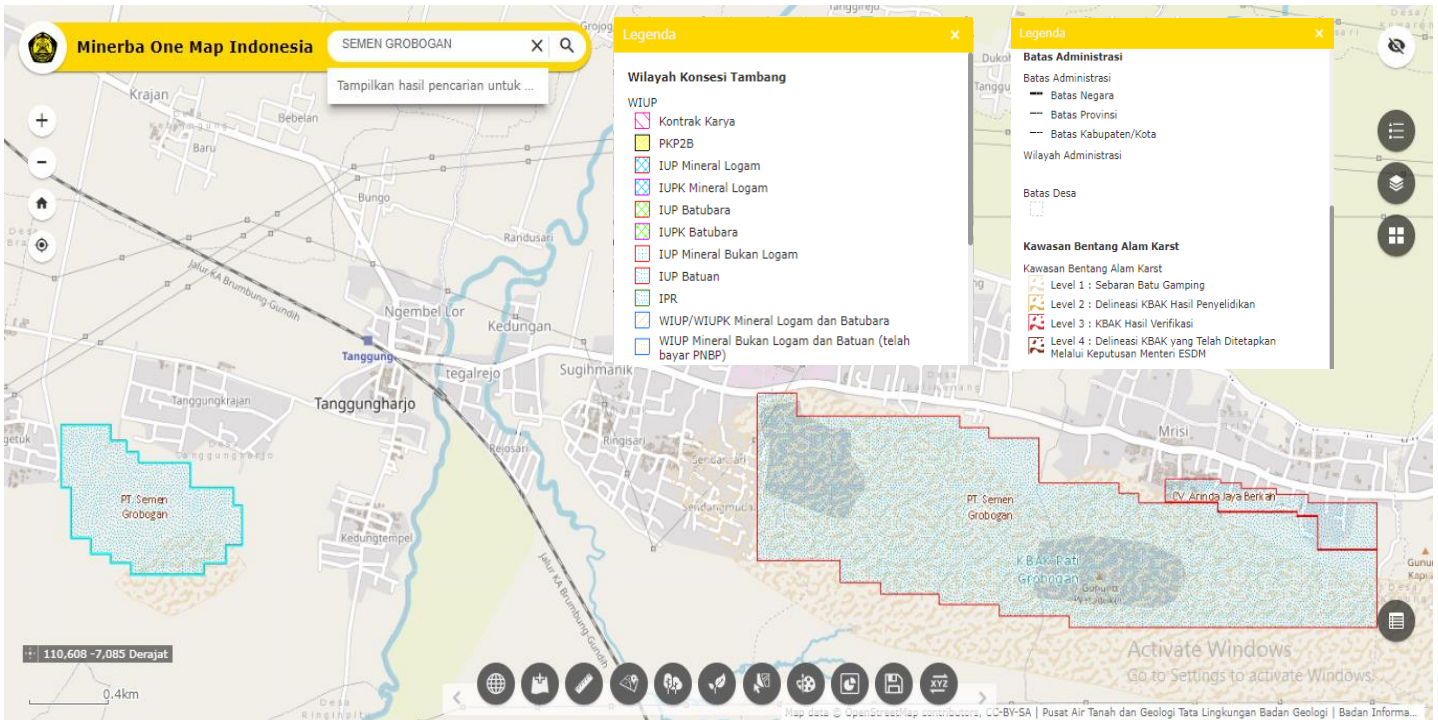 Minerba One Map Indonesia
SEMEN GROBOGAN
Tampilkan hasil pencarian untuk ...
Legenda
Wilayah Konsesi Tambang
WIUP
Kontrak Karya
PKP2B
IUP Mineral Logam
IUPK Mineral Logam
IUP Batubara
IUPK Batubara
IUP Mineral Bukan Logam
IUP Batuan
IPR
WIUP/WIUPK Mineral Logam dan Batubara
WIUP Mineral Bukan Logam dan Batuan (telah
bayar PNBP)
Legenda
Batas Administrasi
Batas Administrasi
Batas Negara
Batas Provinsi
Batas Kabupaten/Kota
Wilayah Administrasi
Batas Desa
Kawasan Bentang Alam Karst
Kawasan Bentang Alam Karst
Level 1 : Sebaran Batu Gamping
Level 2 : Delineasi KBAK Hasil Penyelidikan
Level 3 : KBAK Hasil Verifikasi
Level 4 : Delineasi KBAK yang Telah Ditetapkan
Melalui Keputusan Menteri ESDM
Krajan
Bebelan
Baru
Bungo
Randusari
Jalur KA Brumbung-Gundih
Ngembel Lor
Kedungan
Tanggung
tegalrejo
Sugihmanik
Tanggungkrajan
Tanggungharjo
Ringisari
Rejosari
Desa
Tanggungharjo
Mrisi
Sendangmudal
PT. Semen
Grobogan
PT. Semen
Grobogan
CV. Arinda Jaya Berkah
Kedungtempel
Jalur KA Brumbung-Gundih
KBAK Pati
Grobogan
Gunung
110,608 -7,085 Derajat
0.4km
Desa
Ringinpitu
Activate Windows
Go to Settings to activate Windows.
Map data © OpenStreetMap contributors, CC-BY-SA | Pusat Air Tanah dan Geologi Tata Lingkungan Badan Geologi | Badan Informa...